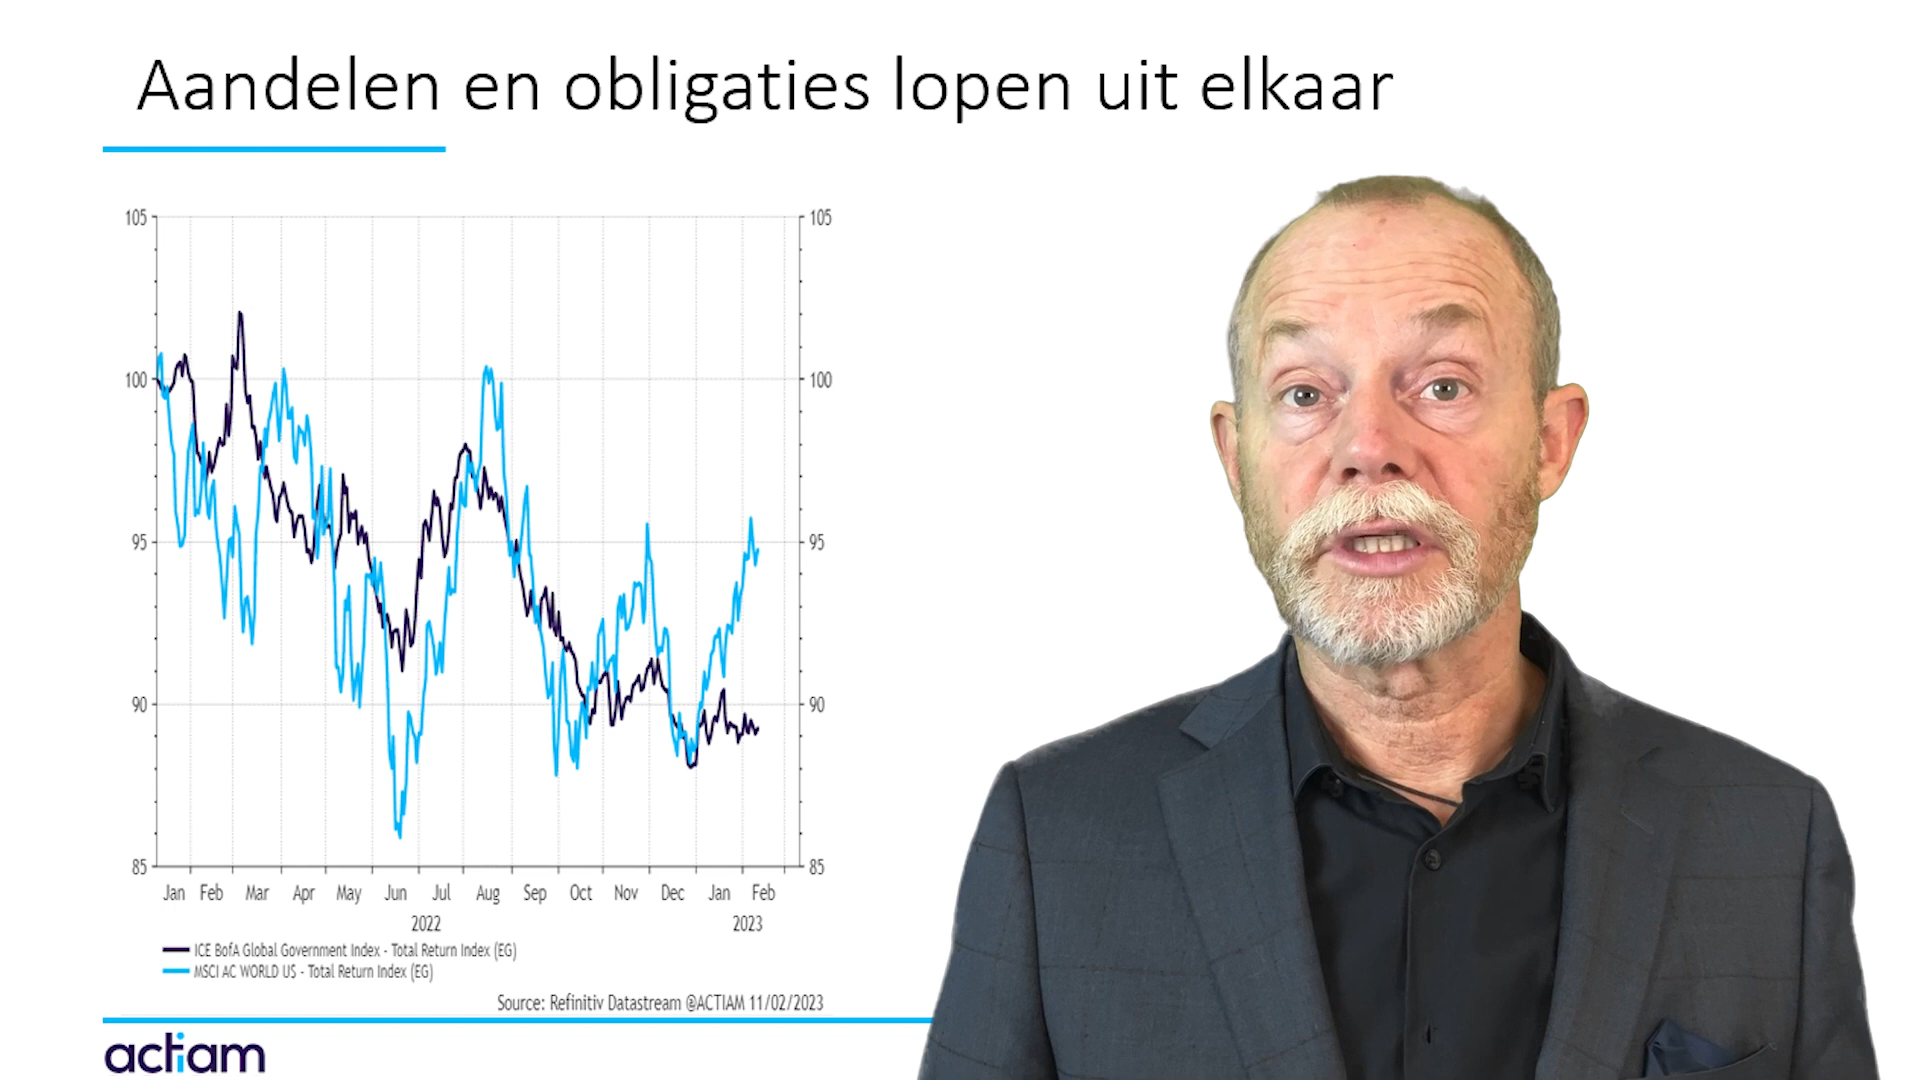 Aandelen en obligaties lopen uit elkaar
105 105
100 100
95 95
90 90
85 85
Jan Feb Mar Apr May Jun Jul Aug Sep Oct Nov Dec Jan Feb
2022 2023
ICE BofA Global Government Index - Total Return Index (EG)
MSCI AC WORLD U$ - Total Return Index (EG)
Source: Refinitiv Datastream @ACTIAM 11/02/2023
actiam